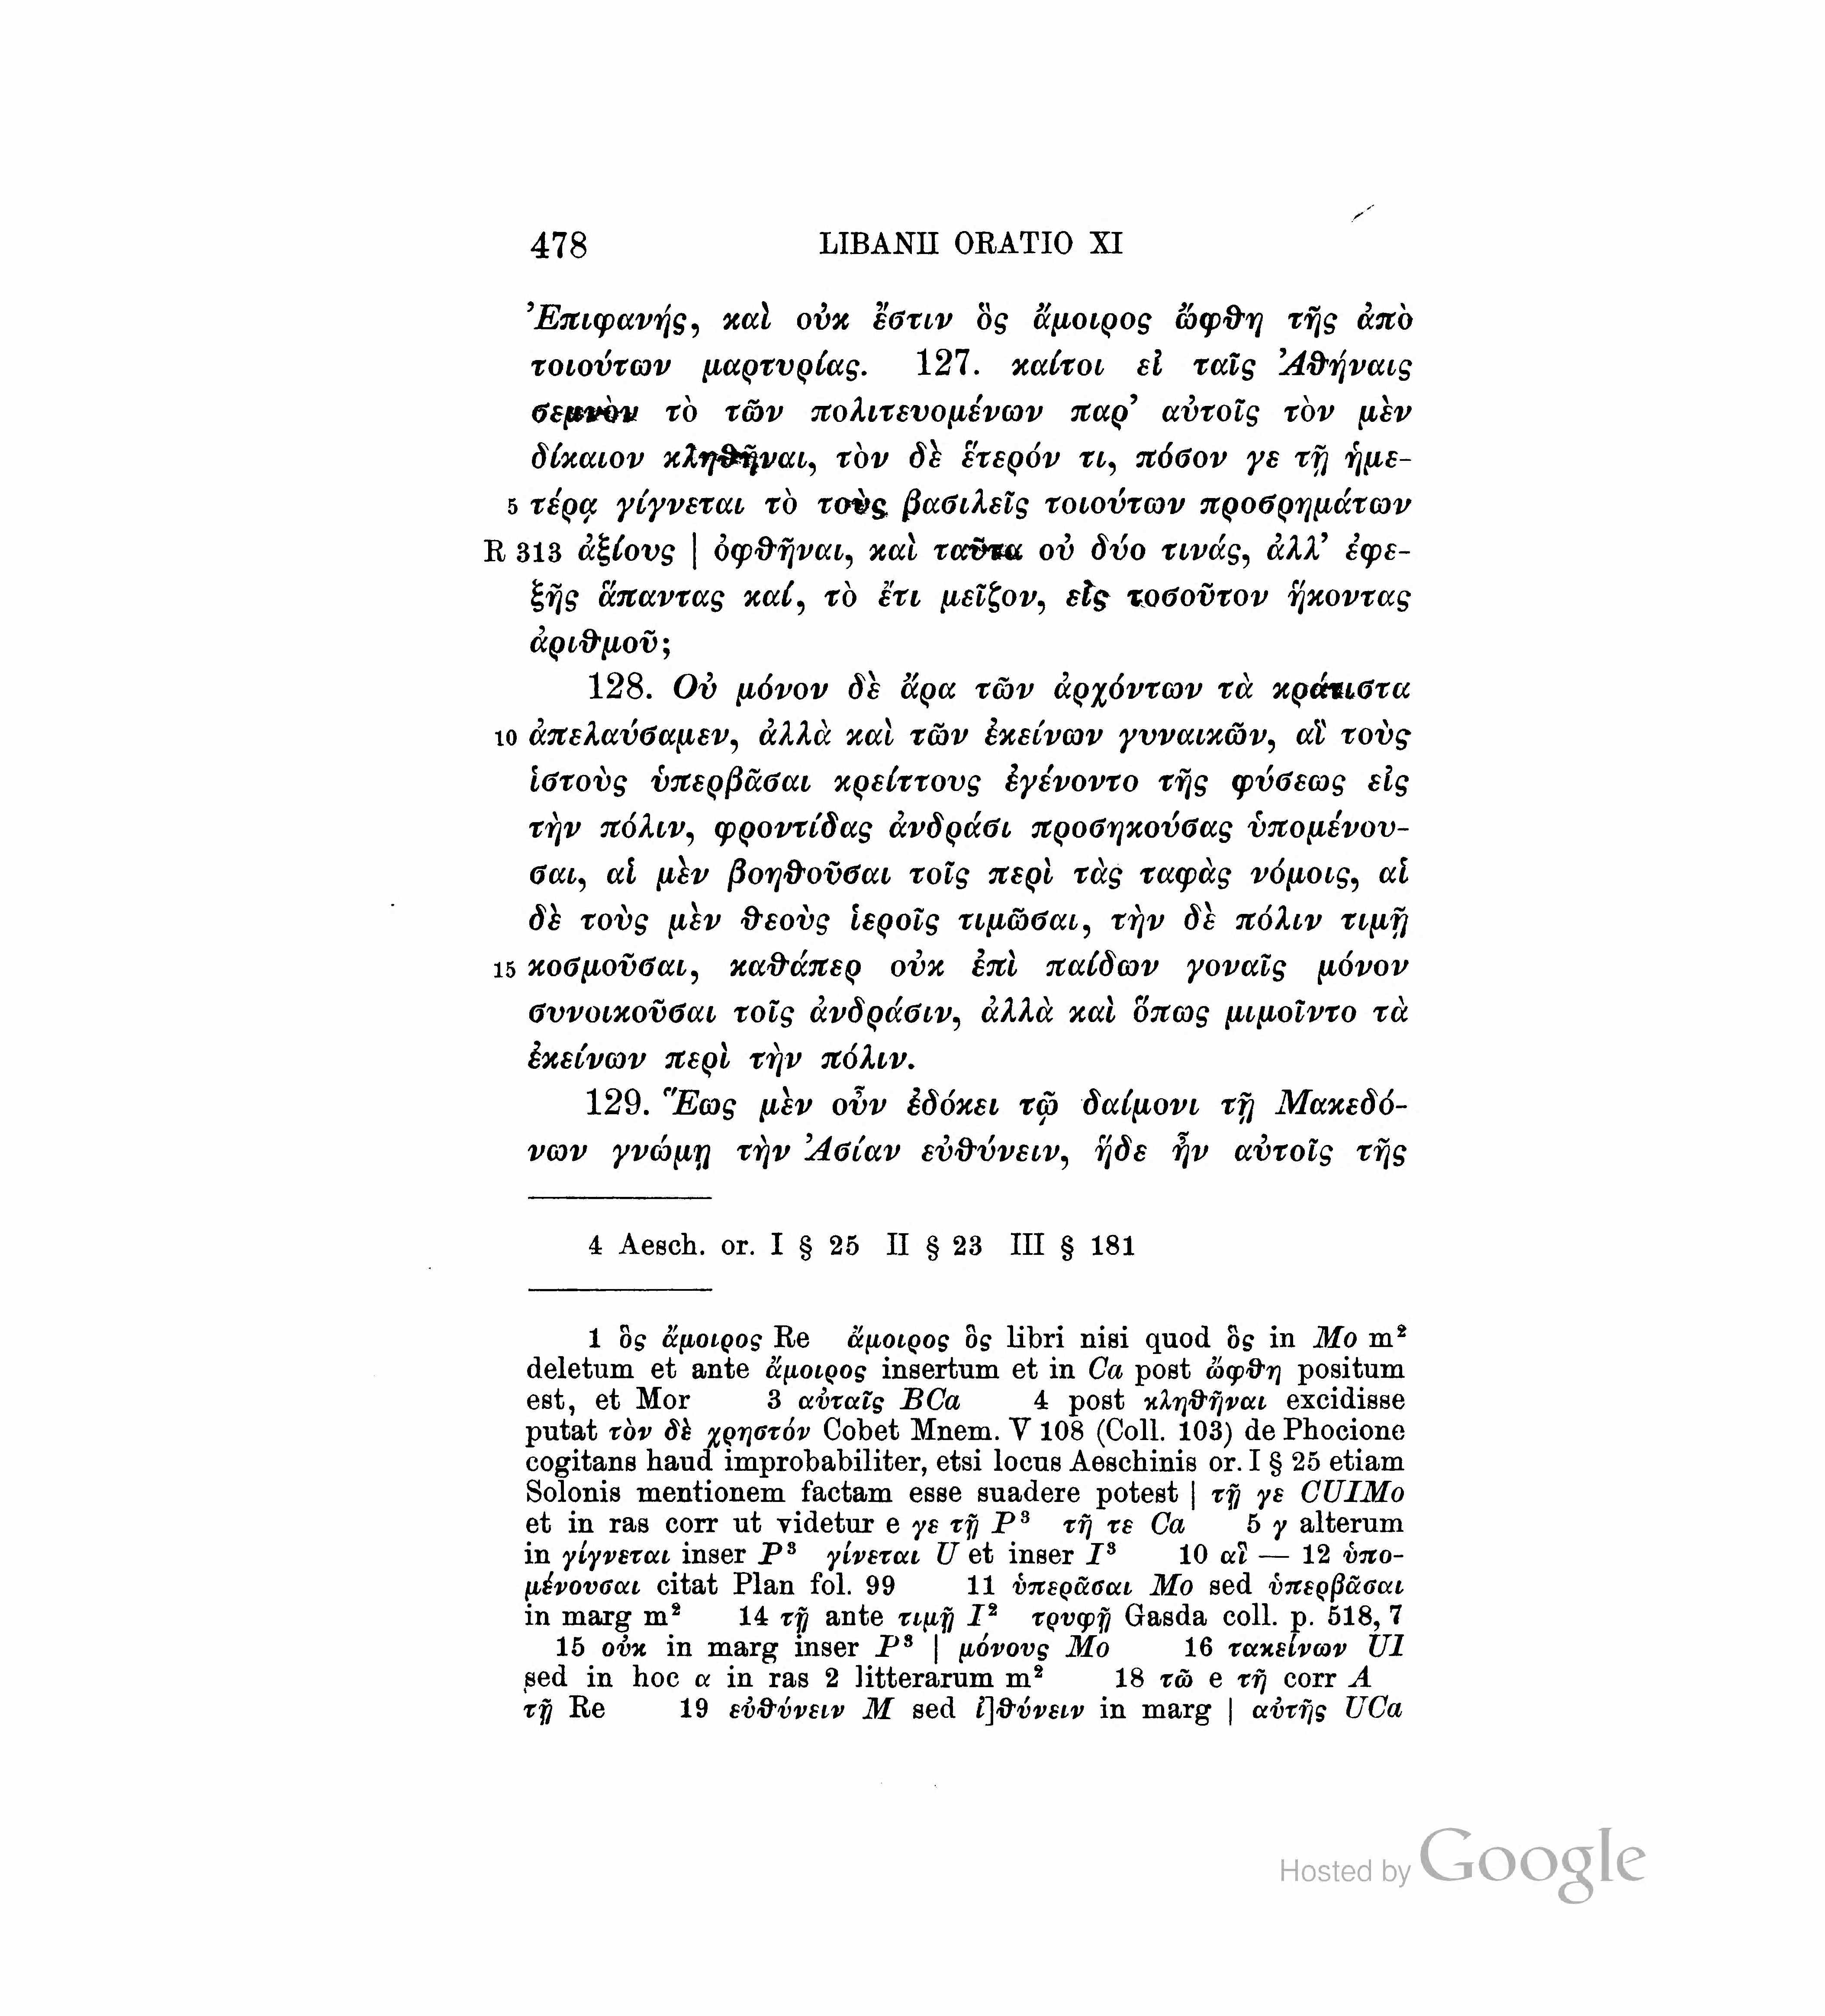 478 LIBANII ORATIO XI
Ἐπιφανής, καὶ οὐκ ἔστιν ὃς ἄμοιρος ὤφθη τῆς ἀπὸ
τοιούτων μαρτυρίας. 127. καίτοι εἰ ταῖς Ἀθήναις
σεμνὸν τὸ τῶν πολιτευομένων παρ’ αὐτοῖς τὸν μὲν
δίκαιον κληθῆναι, τὸν δὲ ἕτερόν τι, πόσον γε τῇ ἡμε-
5 τέρᾳ γίγνεται τὸ τοὺς βασιλεῖς τοιούτων προσρημάτων
R 313 ἀξίους | ὀφθῆναι, καὶ ταῦτα οὐ δύο τινάς, ἀλλ’ ἐφε-
ξῆς ἅπαντας καί, τὸ ἔτι μεῖζον, εἰς τοσοῦτον ἥκοντας
ἀριθμοῦ;
128. Οὐ μόνον δὲ ἄρα τῶν ἀρχόντων τὰ κράτιστα
10 ἀπελαύσαμεν, ἀλλὰ καὶ τῶν ἐκείνων γυναικῶν, αἳ τοὺς
ἱστοὺς ὑπερβᾶσαι κρείττους ἐγένοντο τῆς φύσεως εἰς
τὴν πόλιν, φροντίδας ἀνδράσι προσηκούσας ὑπομένου-
σαι, αἱ μὲν βοηθοῦσαι τοῖς περὶ τὰς ταφὰς νόμοις, αἱ
δὲ τοὺς μὲν θεοὺς ἱεροῖς τιμῶσαι, τὴν δὲ πόλιν τιμῇ
15 κοσμοῦσαι, καθάπερ οὐκ ἐπὶ παίδων γοναῖς μόνον
συνοικοῦσαι τοῖς ἀνδράσιν, ἀλλὰ καὶ ὅπως μιμοῖντο τὰ
ἐκείνων περὶ τὴν πόλιν.
129. Ἕως μὲν οὖν ἐδόκει τῷ δαίμονι τῇ Μακεδό-
νων γνώμῃ τὴν Ἀσίαν εὐθύνειν, ἥδε ἦν αὐτοῖς τῆς
4 Aesch. or. I § 25 II § 23 III § 181
1 ὃς ἄμοιρος Re ἄμοιρος ὃς libri nisi quod ὃς in Mo m²
deletum et ante ἄμοιρος insertum et in Ca post ὤφθη positum
est, et Mor 3 αὐταῖς BCa 4 post κληθῆναι excidisse
putat τὸν δὲ χρηστόν Cobet Mnem. V 108 (Coll. 103) de Phocione
cogitans haud improbabiliter, etsi locus Aeschinis or. I § 25 etiam
Solonis mentionem factam esse suadere potest | τῇ γε CUIMo
et in ras corr ut videtur e γε τῇ P³ τῇ τε Ca 5 γ alterum
in γίγνεται inser P³ γίνεται U et inser I³ 10 αἳ — 12 ὑπο-
μένουσαι citat Plan fol. 99 11 ὑπερᾶσαι Mo sed ὑπερβᾶσαι
in marg m² 14 τῇ ante τιμῇ I² τρυφῇ Gasda coll. p. 518, 7
15 οὐκ in marg inser P³ | μόνους Mo 16 τακείνων UI
sed in hoc α in ras 2 litterarum m² 18 τῶ e τῆ corr A
τῇ Re 19 εὐθύνειν M sed ἰ]θύνειν in marg | αὐτῆς UCa
Hosted by Google